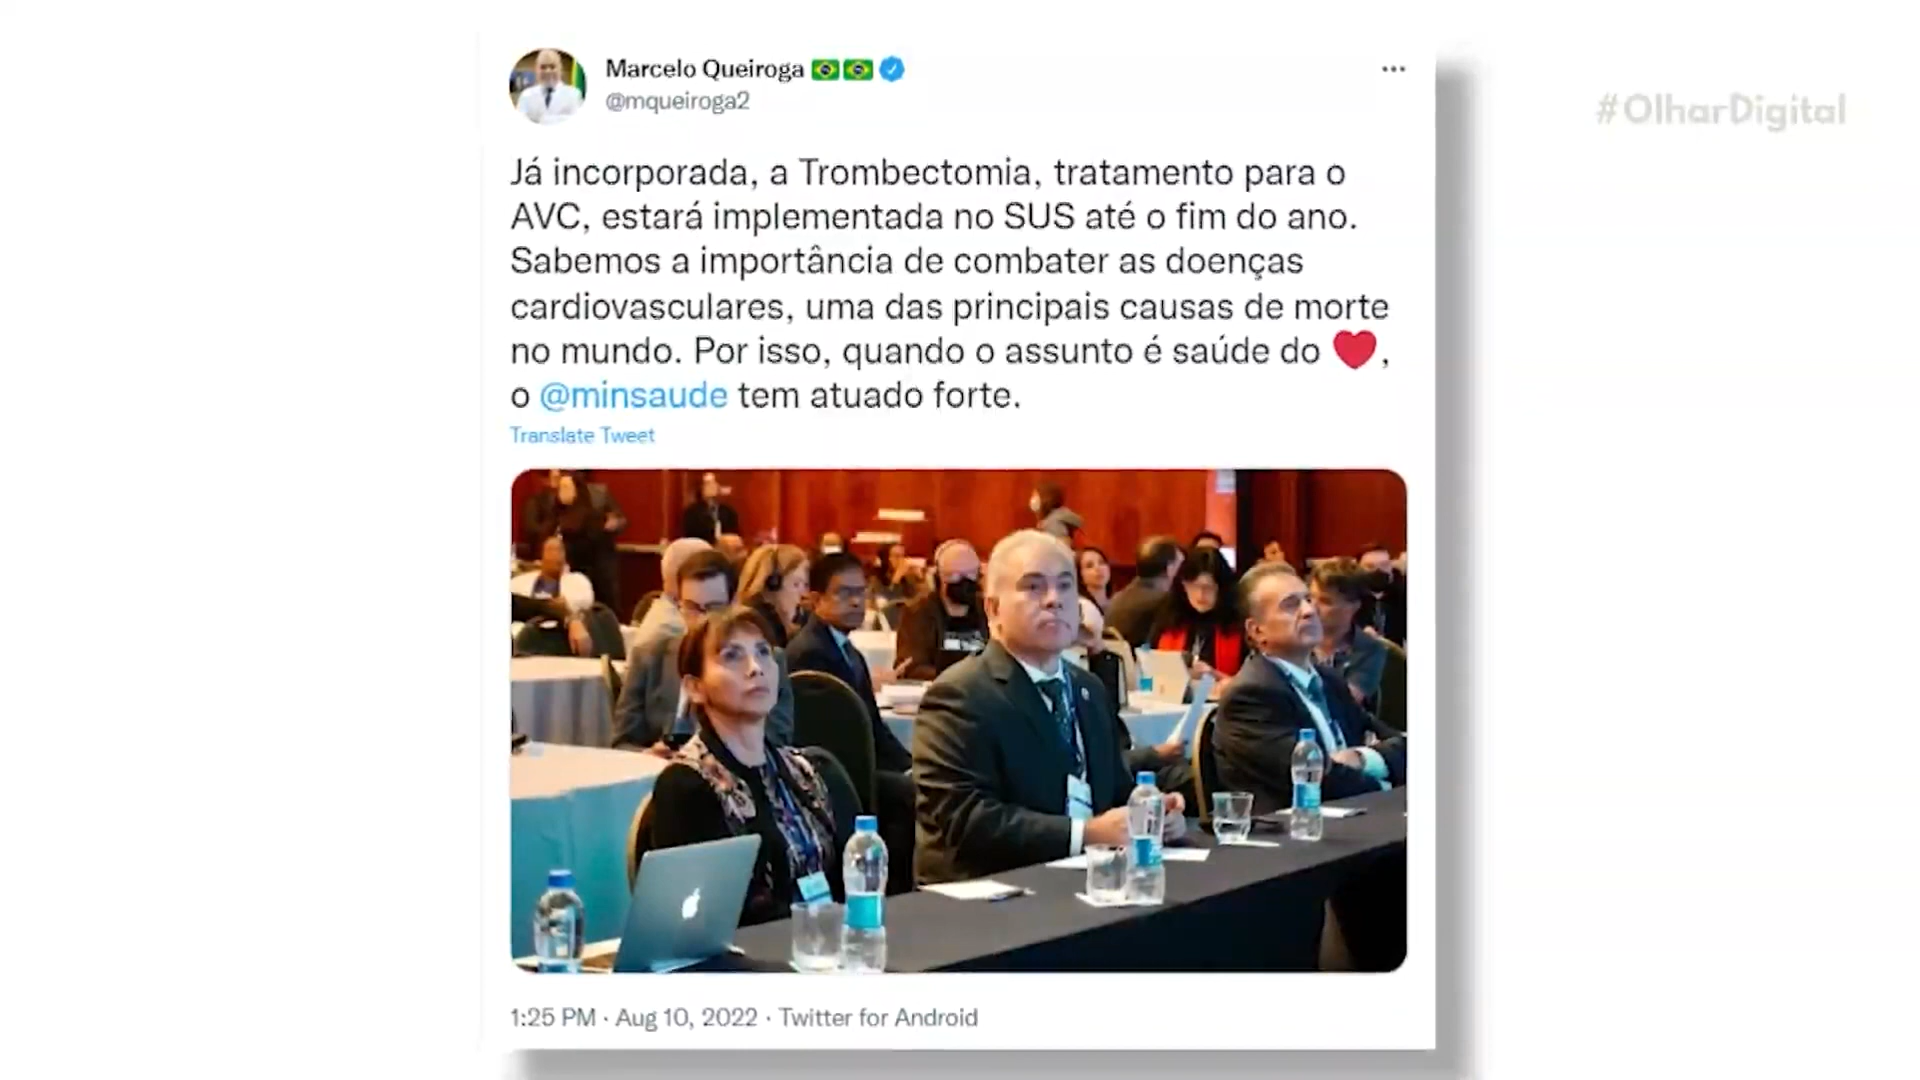 Marcelo Queiroga 🇧🇷🇧🇷
@mqueiroga2
#OlharDigital
Já incorporada, a Trombectomia, tratamento para o
AVC, estará implementada no SUS até o fim do ano.
Sabemos a importância de combater as doenças
cardiovasculares, uma das principais causas de morte
no mundo. Por isso, quando o assunto é saúde do ❤️,
o @minsaude tem atuado forte.
Translate Tweet
1:25 PM · Aug 10, 2022 · Twitter for Android